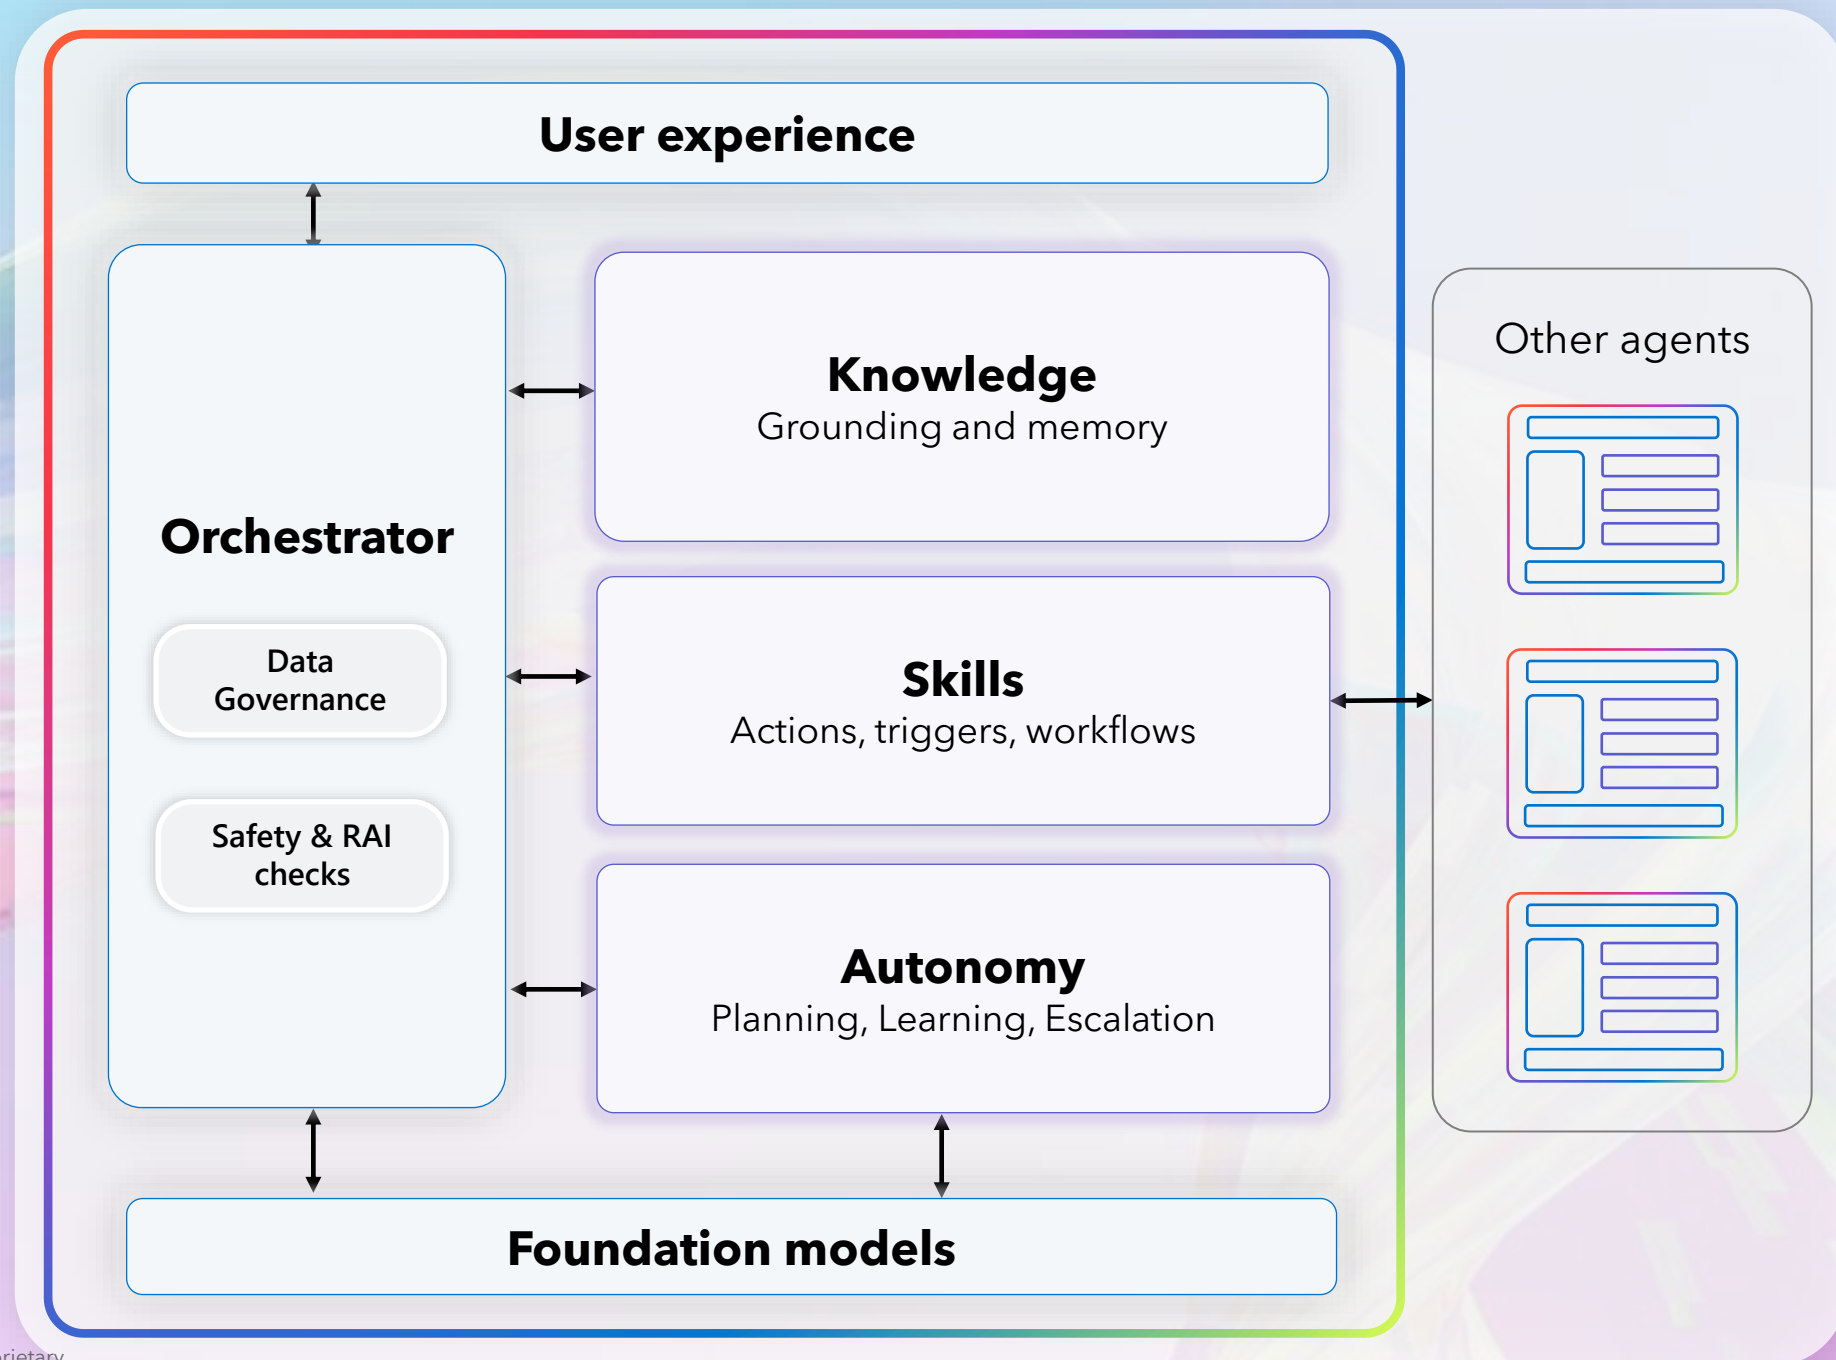 User experience
Orchestrator
Data
Governance
Safety & RAI
checks
Knowledge
Grounding and memory
Skills
Actions, triggers, workflows
Autonomy
Planning, Learning, Escalation
Foundation models
Other agents